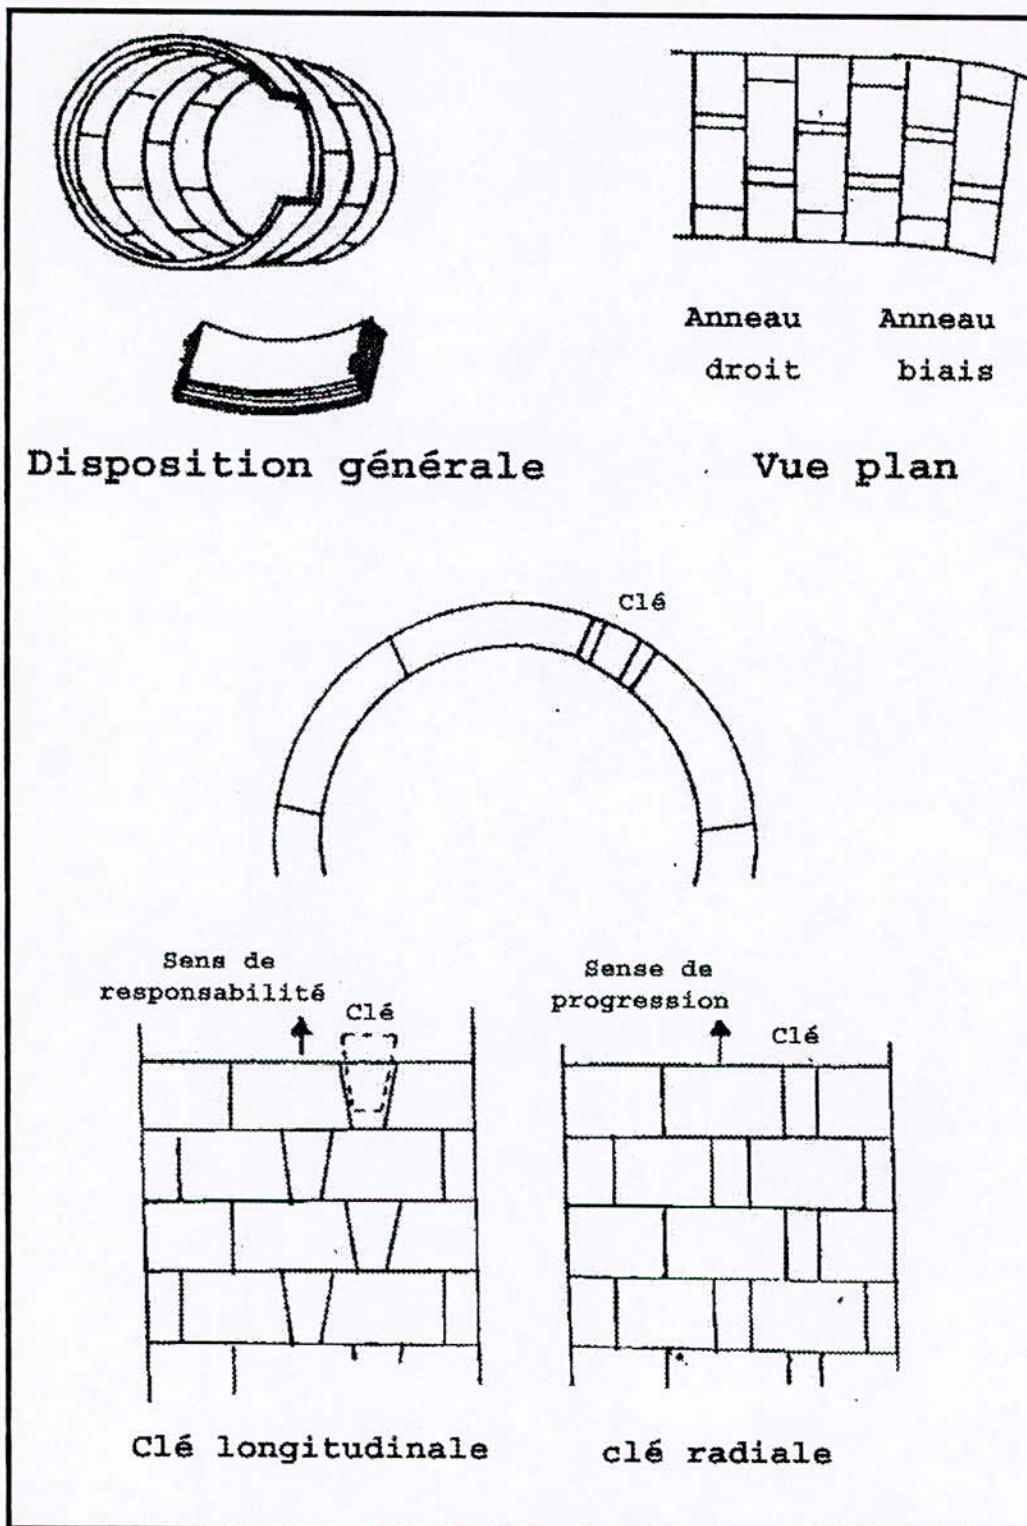 Anneau Anneau
droit biais
Disposition générale Vue plan
Clé
Sens de
responsabilité
Clé
Sense de
progression
Clé
Clé longitudinale
clé radiale